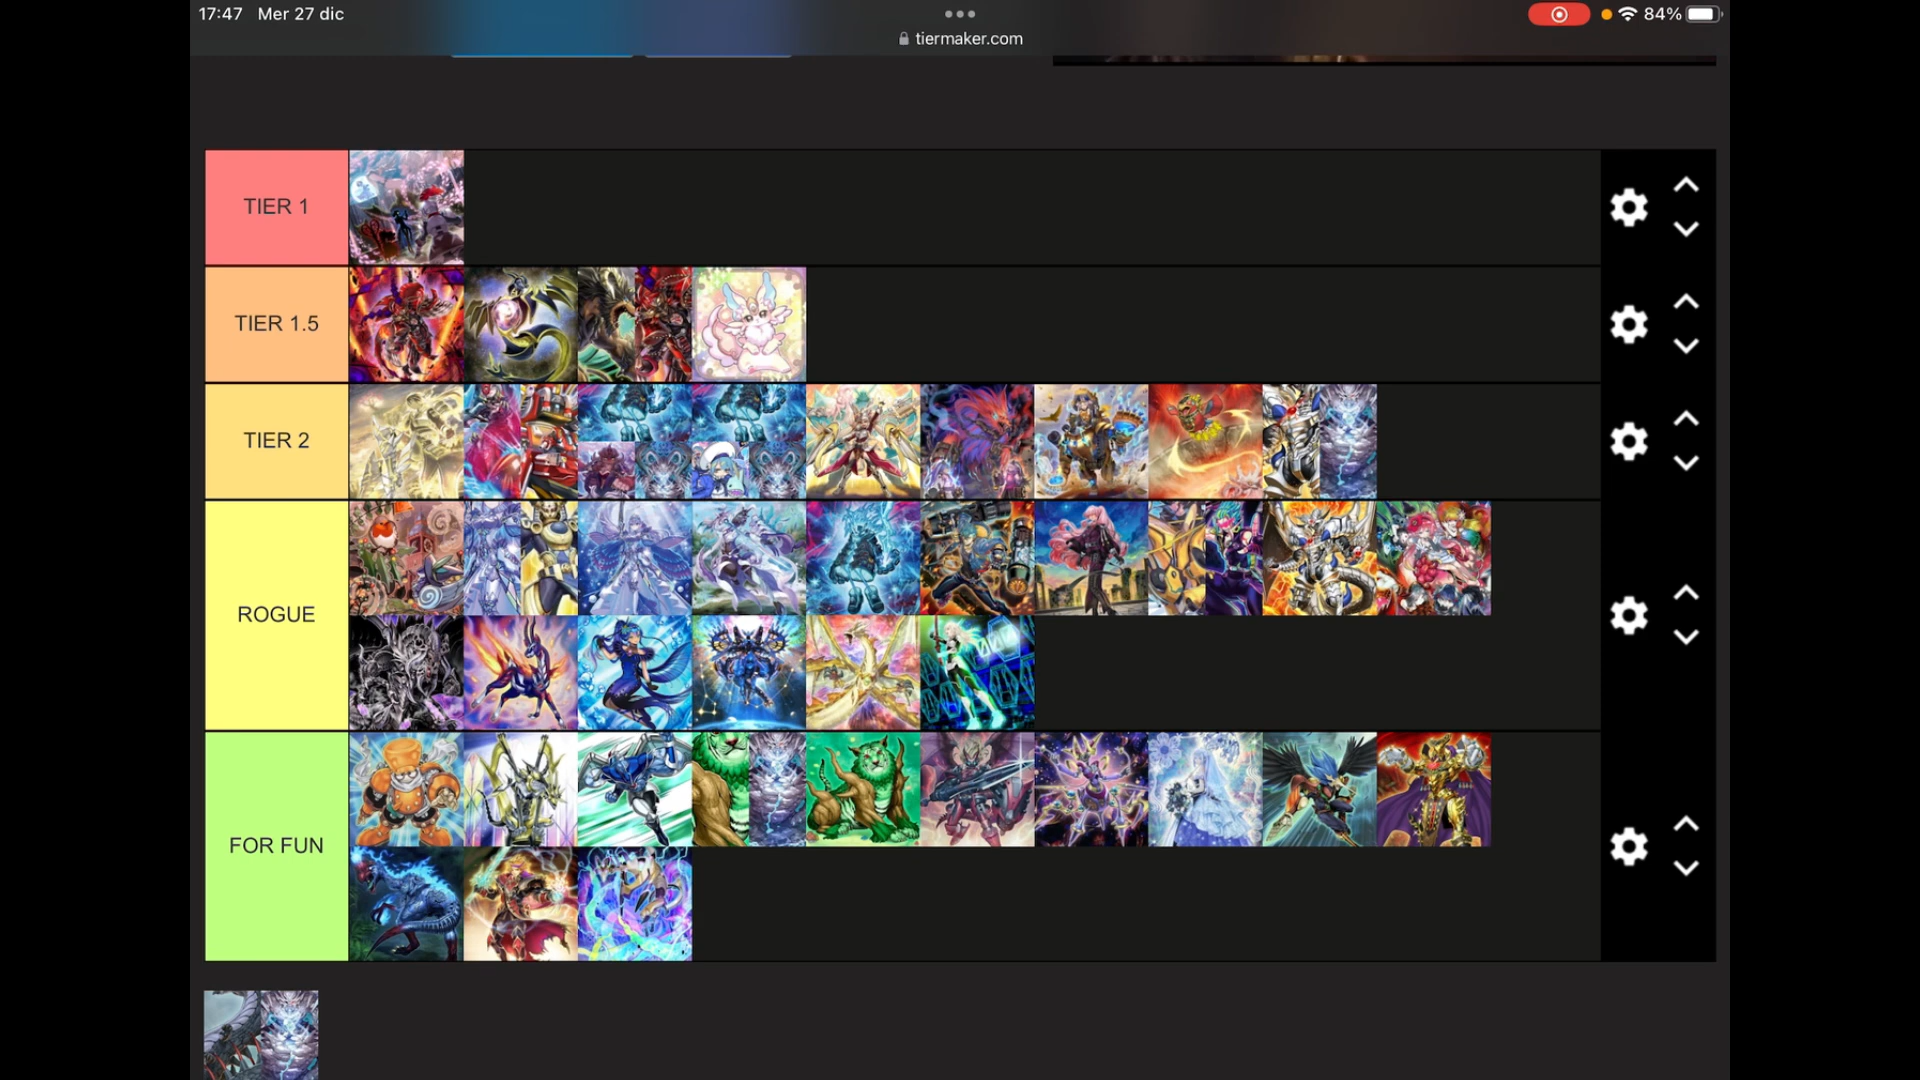 17:47 Mer 27 dic
84%
tiermaker.com
TIER 1
TIER 1.5
TIER 2
ROGUE
FOR FUN